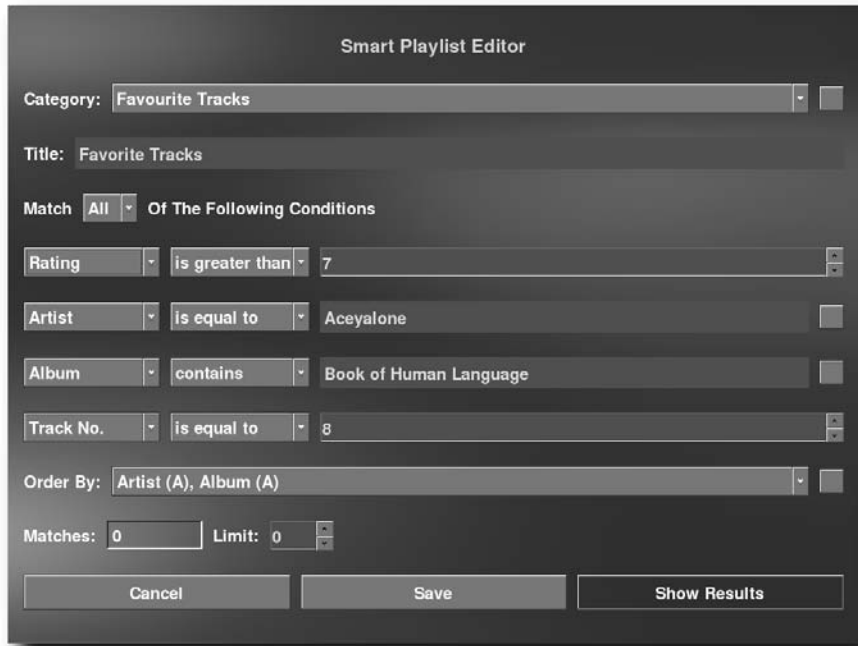 Smart Playlist Editor
Category: Favourite Tracks
Title: Favorite Tracks
Match All Of The Following Conditions
Rating is greater than 7
Artist is equal to Aceyalone
Album contains Book of Human Language
Track No. is equal to 8
Order By: Artist (A), Album (A)
Matches: 0 Limit: 0
Cancel Save Show Results